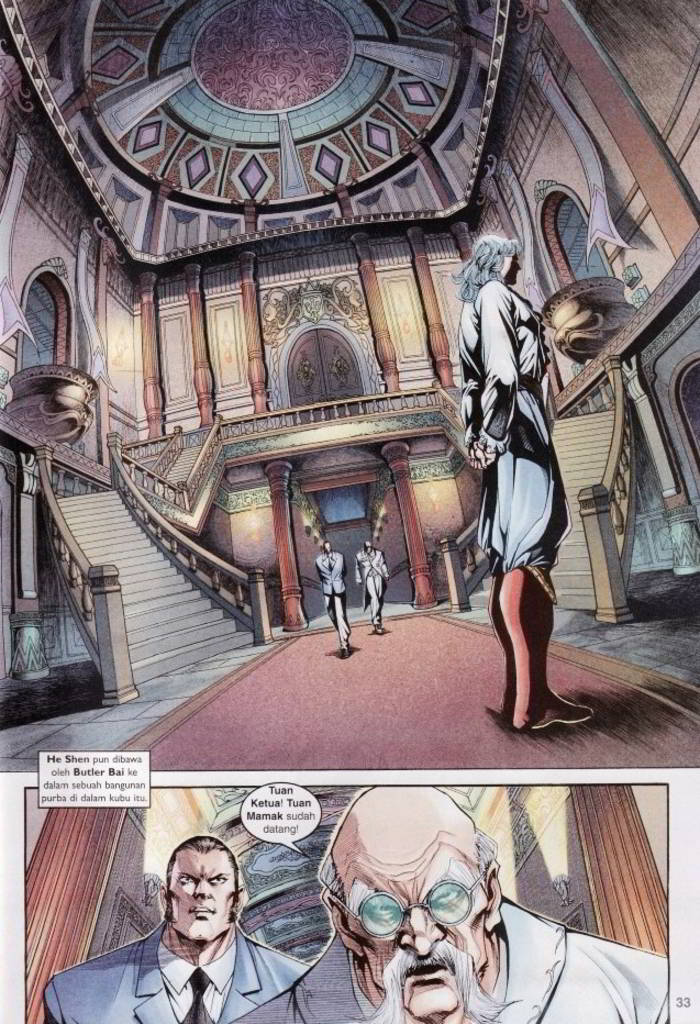 He Shen pun dibawa
oleh Butler Bai ke
dalam sebuah bangunan
purba di dalam kubu itu.
Tuan
Ketua! Tuan
Mamak sudah
datang!
33